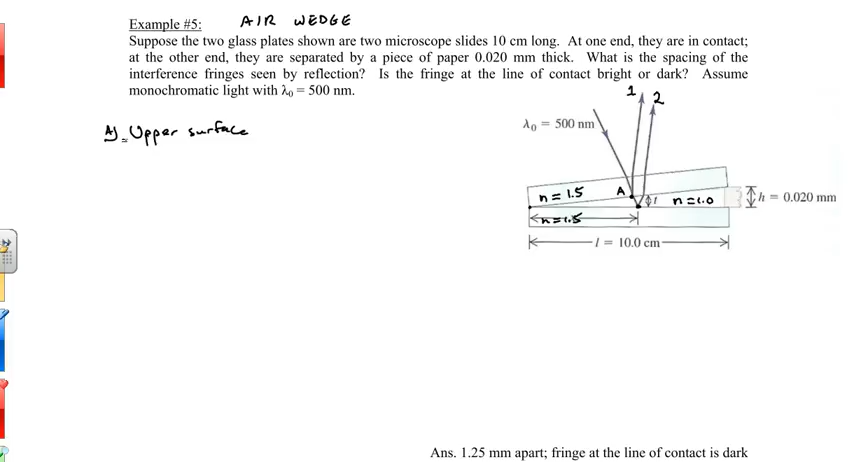 Example #5: AIR WEDGE
Suppose the two glass plates shown are two microscope slides 10 cm long. At one end, they are in contact;
at the other end, they are separated by a piece of paper 0.020 mm thick. What is the spacing of the
interference fringes seen by reflection? Is the fringe at the line of contact bright or dark? Assume
monochromatic light with λ₀ = 500 nm.
1 2
A) Upper surface
λ₀ = 500 nm
n = 1.5 A
t n = 1.0 h = 0.020 mm
n = 1.5
l = 10.0 cm
Ans. 1.25 mm apart; fringe at the line of contact is dark